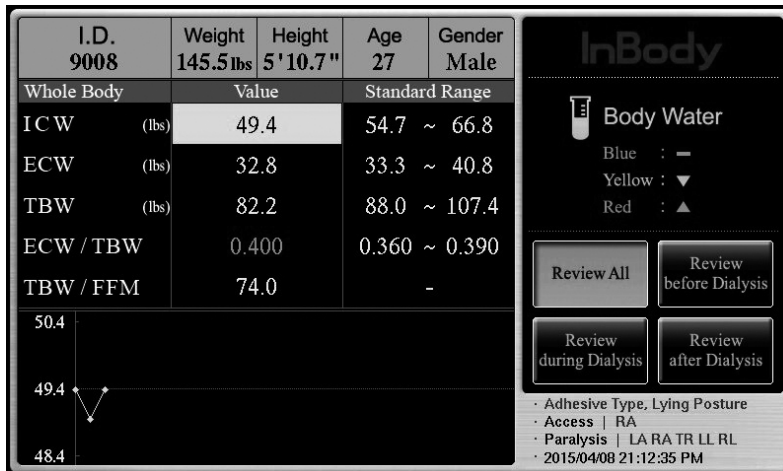 I.D. Weight Height Age Gender
9008 145.5lbs 5'10.7" 27 Male
Whole Body Value Standard Range
ICW (lbs) 49.4 54.7 ~ 66.8
ECW (lbs) 32.8 33.3 ~ 40.8
TBW (lbs) 82.2 88.0 ~ 107.4
ECW / TBW 0.400 0.360 ~ 0.390
TBW / FFM 74.0 -
50.4
49.4
48.4
InBody
Body Water
Blue : –
Yellow : ▼
Red : ▲
Review All
Review
before Dialysis
Review
during Dialysis
Review
after Dialysis
· Adhesive Type, Lying Posture
· Access | RA
· Paralysis | LA RA TR LL RL
· 2015/04/08 21:12:35 PM